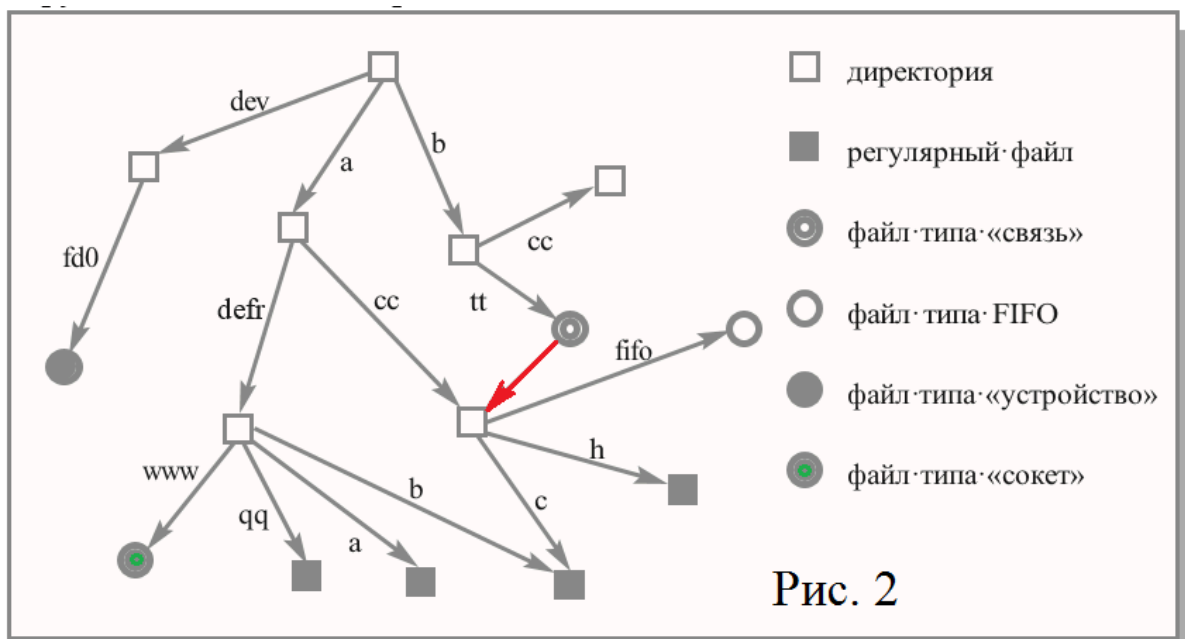 dev
a
b
cc
fd0
defr
cc
tt
fifo
www
qq
a
b
c
h
директория
регулярный·файл
файл·типа·«связь»
файл·типа·FIFO
файл·типа·«устройство»
файл·типа·«сокет»
Рис. 2